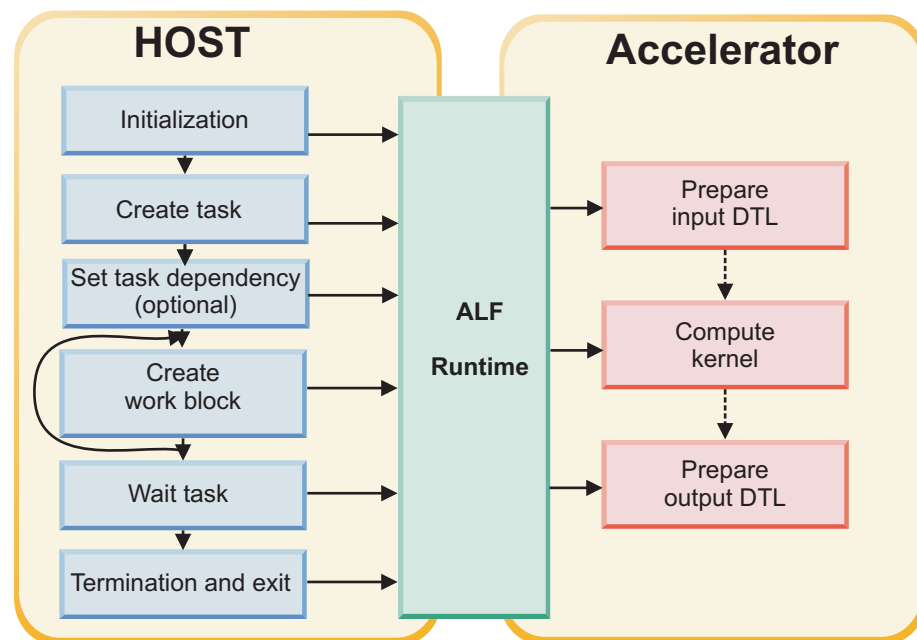 HOST
Initialization
Create task
Set task dependency
(optional)
Create
work block
Wait task
Termination and exit
ALF
Runtime
Accelerator
Prepare
input DTL
Compute
kernel
Prepare
output DTL